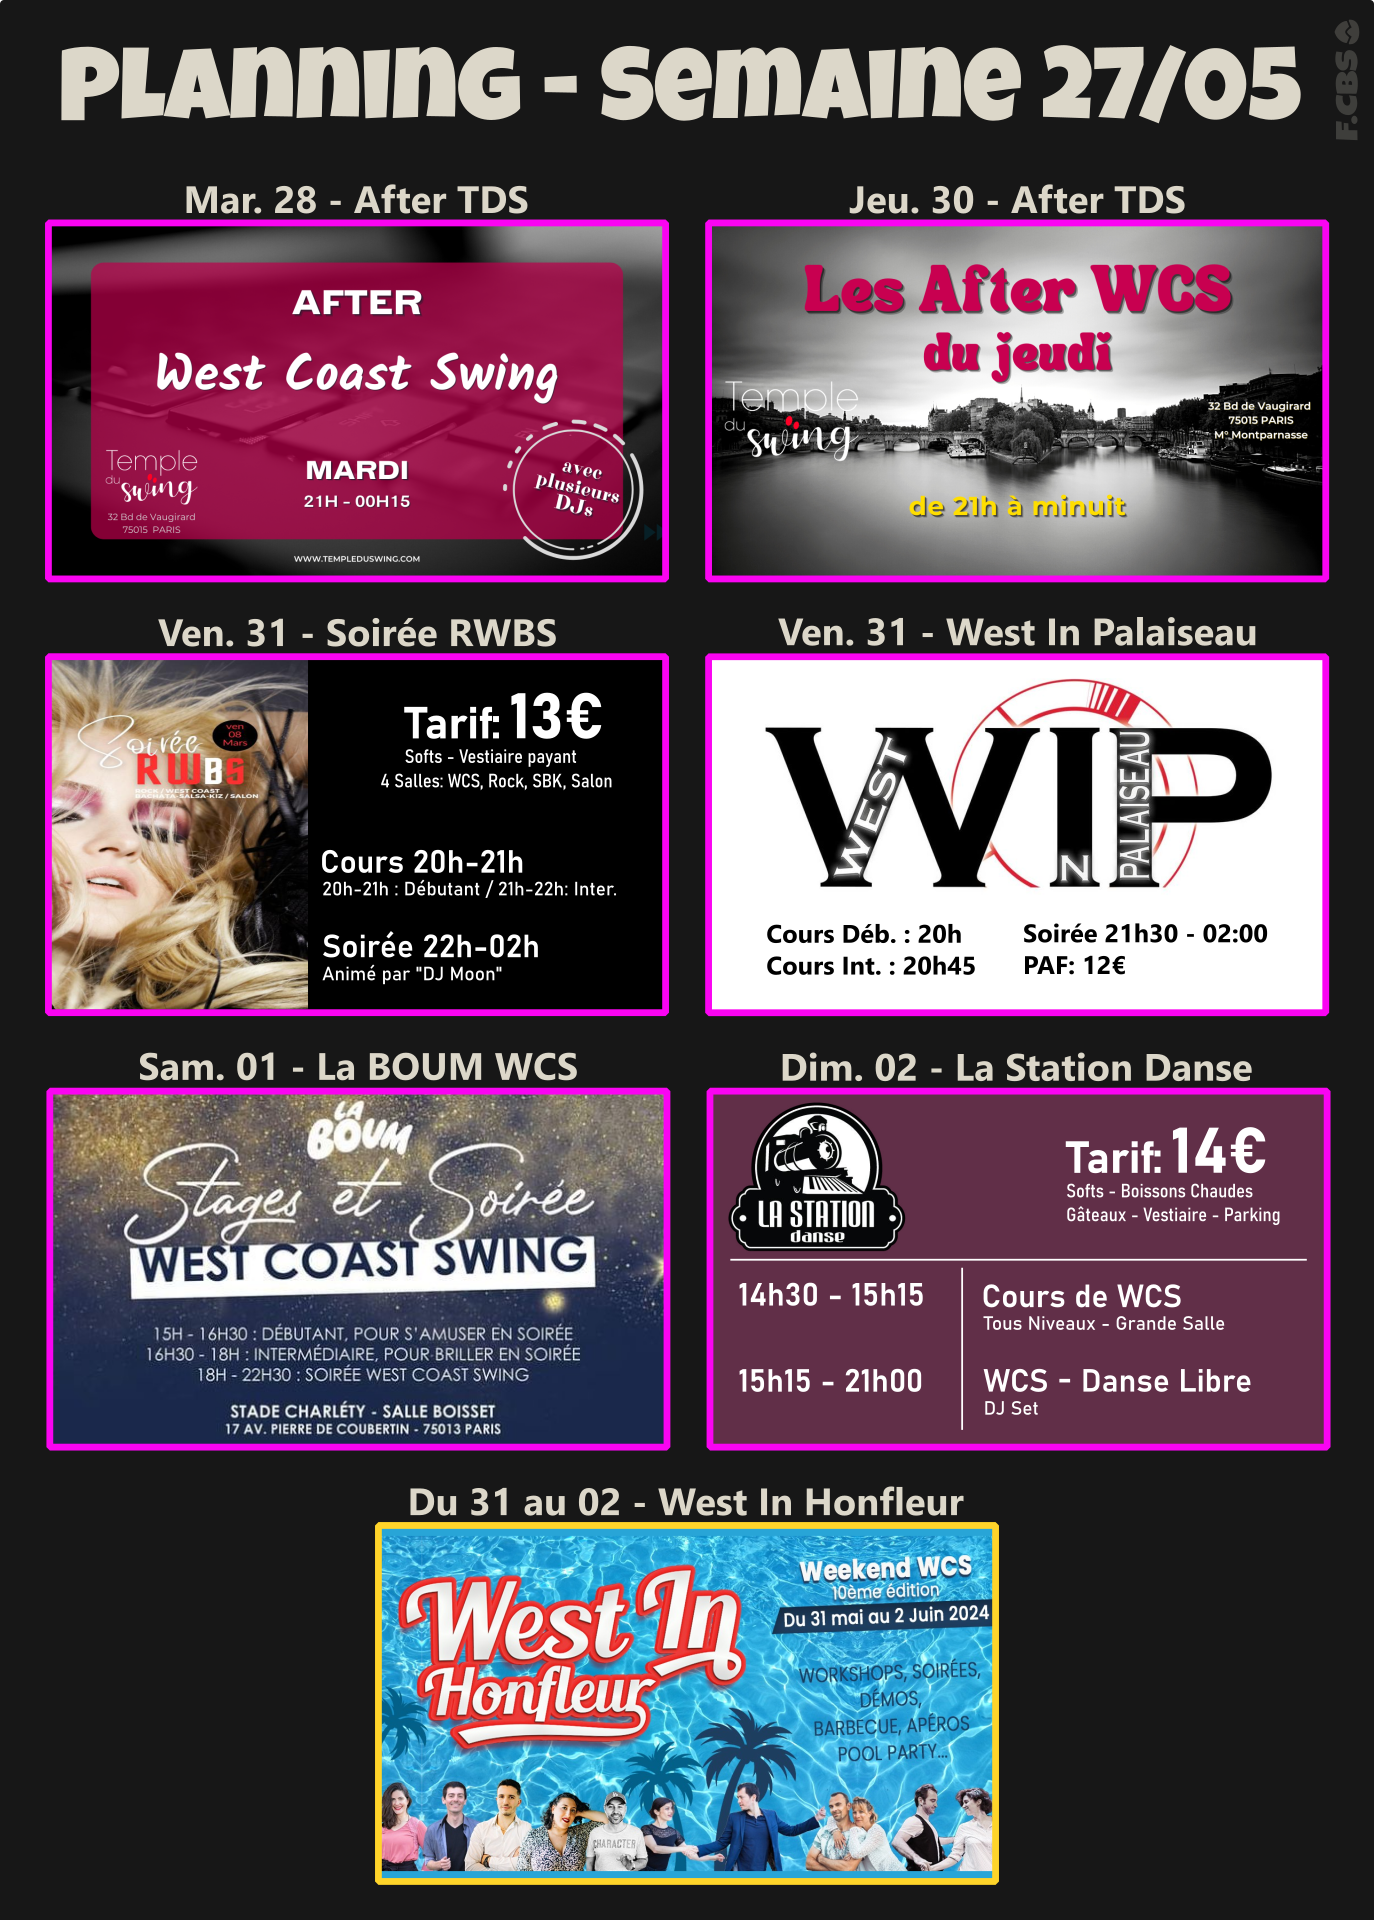 PLANNING - SEMAINE 27/05
F.CBS
Mar. 28 - After TDS
AFTER
West Coast Swing
MARDI
21H - 00H15
avec
plusieurs
DJs
Temple
du swing
32 Bd de Vaugirard
75015 PARIS
WWW.TEMPLEDUSWING.COM
Jeu. 30 - After TDS
Les After WCS
du jeudi
Temple
du swing
32 Bd de Vaugirard
75015 PARIS
M° Montparnasse
de 21h à minuit
Ven. 31 - Soirée RWBS
Soirée
ven
08
Mars
RWBS
ROCK / WEST COAST
BACHATA-SALSA-KIZ / SALON
Tarif: 13€
Softs - Vestiaire payant
4 Salles: WCS, Rock, SBK, Salon
Cours 20h-21h
20h-21h : Débutant / 21h-22h: Inter.
Soirée 22h-02h
Animé par "DJ Moon"
Ven. 31 - West In Palaiseau
WIP
WEST
N
PALAISEAU
Cours Déb. : 20h
Cours Int. : 20h45
Soirée 21h30 - 02:00
PAF: 12€
Sam. 01 - La BOUM WCS
LA
BOUM
Stages et Soirée
WEST COAST SWING
15H - 16H30 : DÉBUTANT, POUR S'AMUSER EN SOIRÉE
16H30 - 18H : INTERMÉDIAIRE, POUR BRILLER EN SOIRÉE
18H - 22H30 : SOIRÉE WEST COAST SWING
STADE CHARLÉTY - SALLE BOISSET
17 AV. PIERRE DE COUBERTIN - 75013 PARIS
Dim. 02 - La Station Danse
LA STATION
danse
Tarif: 14€
Softs - Boissons Chaudes
Gâteaux - Vestiaire - Parking
14h30 - 15h15
Cours de WCS
Tous Niveaux - Grande Salle
15h15 - 21h00
WCS - Danse Libre
DJ Set
Du 31 au 02 - West In Honfleur
West In
Honfleur
Weekend WCS
10ème édition
Du 31 mai au 2 Juin 2024
WORKSHOPS, SOIRÉES,
DÉMOS,
BARBECUE, APÉROS
POOL PARTY...
CHARACTER